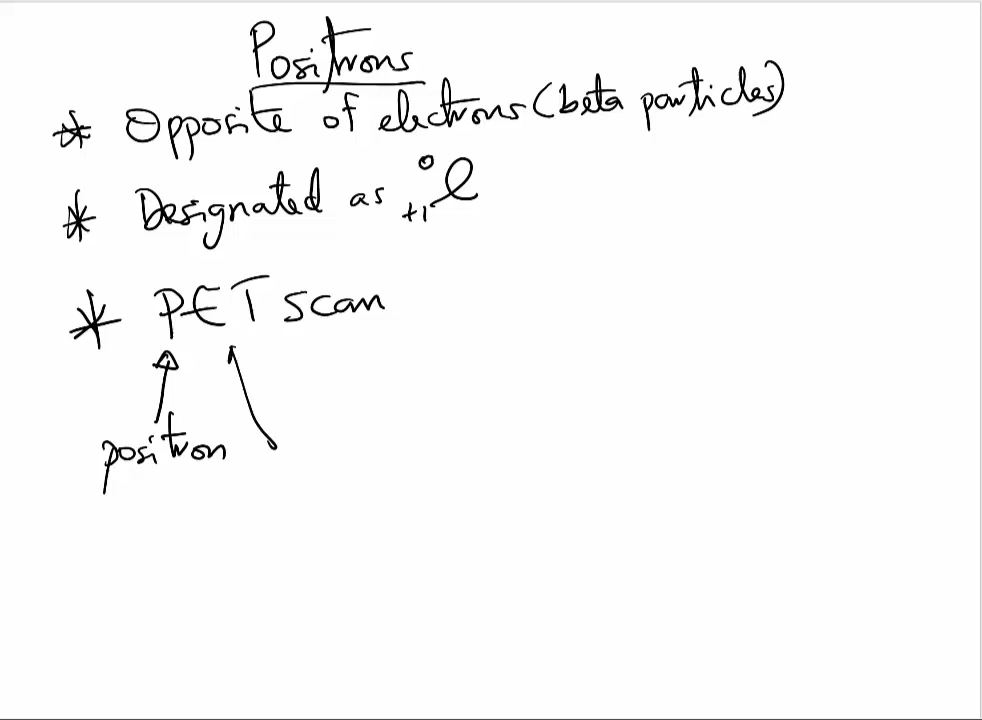 Positrons
* Opposite of electrons (beta particles)
* Designated as ⁰₊₁e
* PET scan
positron